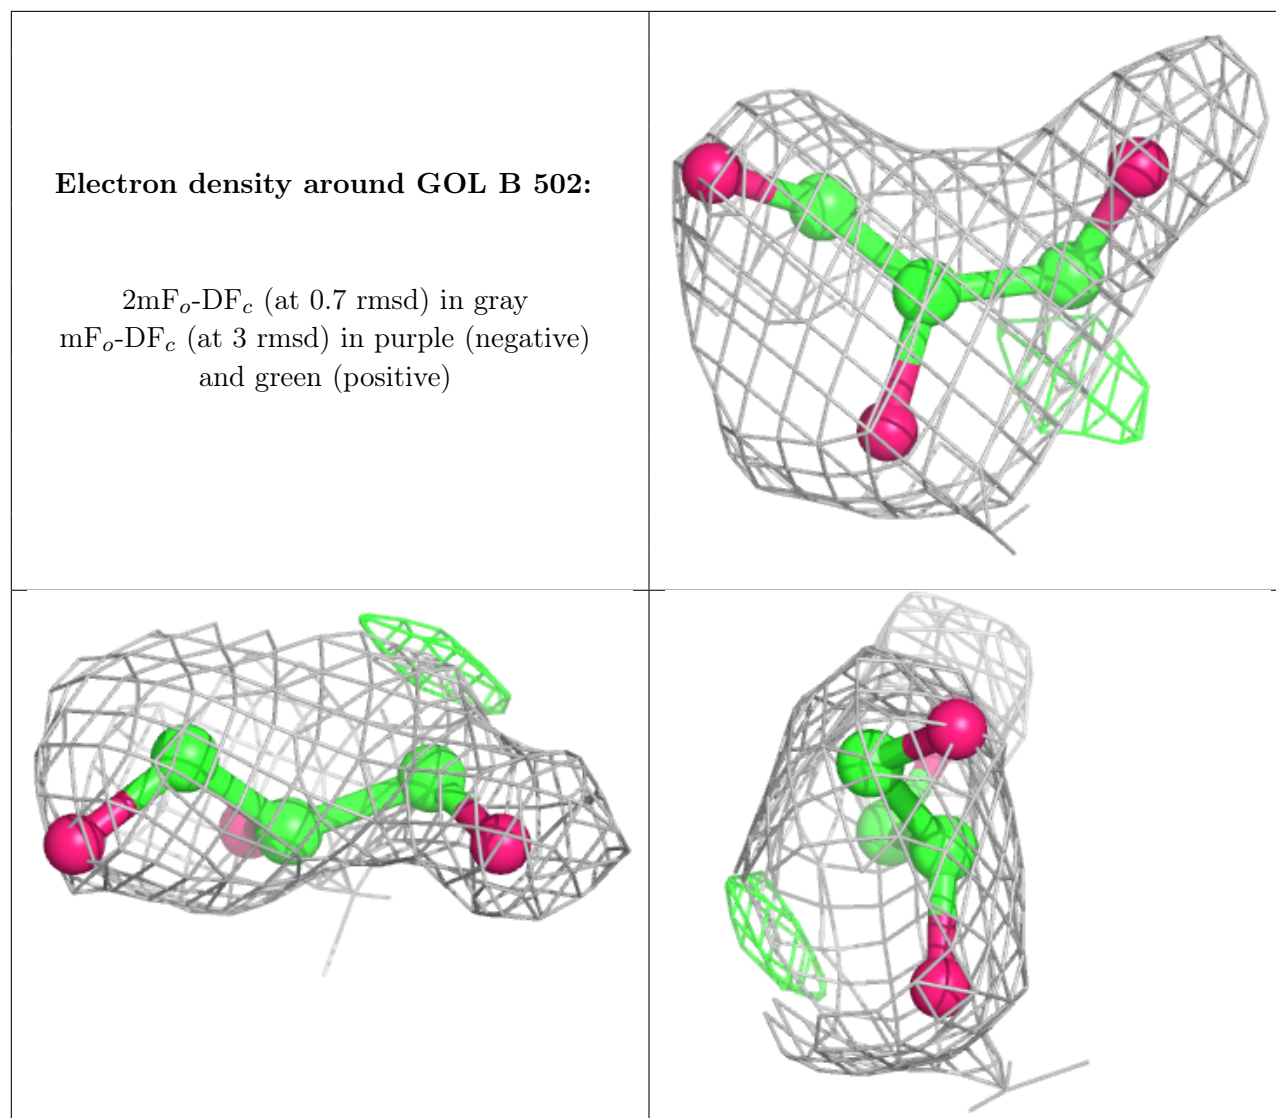 Electron density around GOL B 502:
2mFo-DFc (at 0.7 rmsd) in gray
mFo-DFc (at 3 rmsd) in purple (negative)
and green (positive)